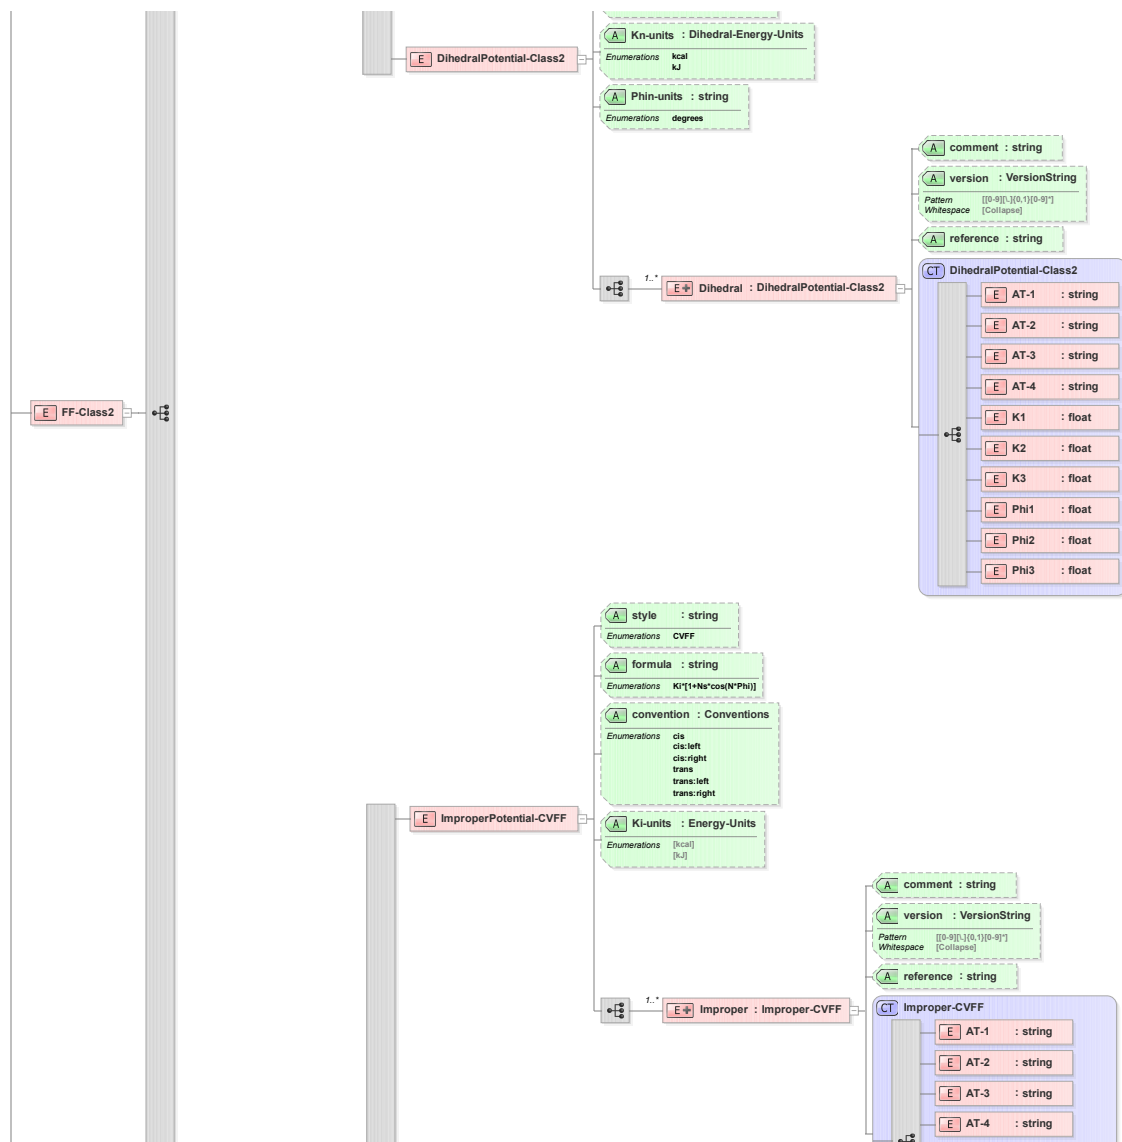 A Kn-units : Dihedral-Energy-Units
Enumerations kcal
kJ
E DihedralPotential-Class2
A Phin-units : string
Enumerations degrees
A comment : string
A version : VersionString
Pattern [[0-9][\.]{0,1}[0-9]*]
Whitespace [Collapse]
A reference : string
CT DihedralPotential-Class2
1..*
E Dihedral : DihedralPotential-Class2
E AT-1 : string
E AT-2 : string
E AT-3 : string
E AT-4 : string
E K1 : float
E K2 : float
E K3 : float
E Phi1 : float
E Phi2 : float
E Phi3 : float
E FF-Class2
A style : string
Enumerations CVFF
A formula : string
Enumerations Ki*[1+Ns*cos(N*Phi)]
A convention : Conventions
Enumerations cis
cis:left
cis:right
trans
trans:left
trans:right
E ImproperPotential-CVFF
A Ki-units : Energy-Units
Enumerations [kcal]
[kJ]
A comment : string
A version : VersionString
Pattern [[0-9][\.]{0,1}[0-9]*]
Whitespace [Collapse]
A reference : string
1..*
E Improper : Improper-CVFF
CT Improper-CVFF
E AT-1 : string
E AT-2 : string
E AT-3 : string
E AT-4 : string